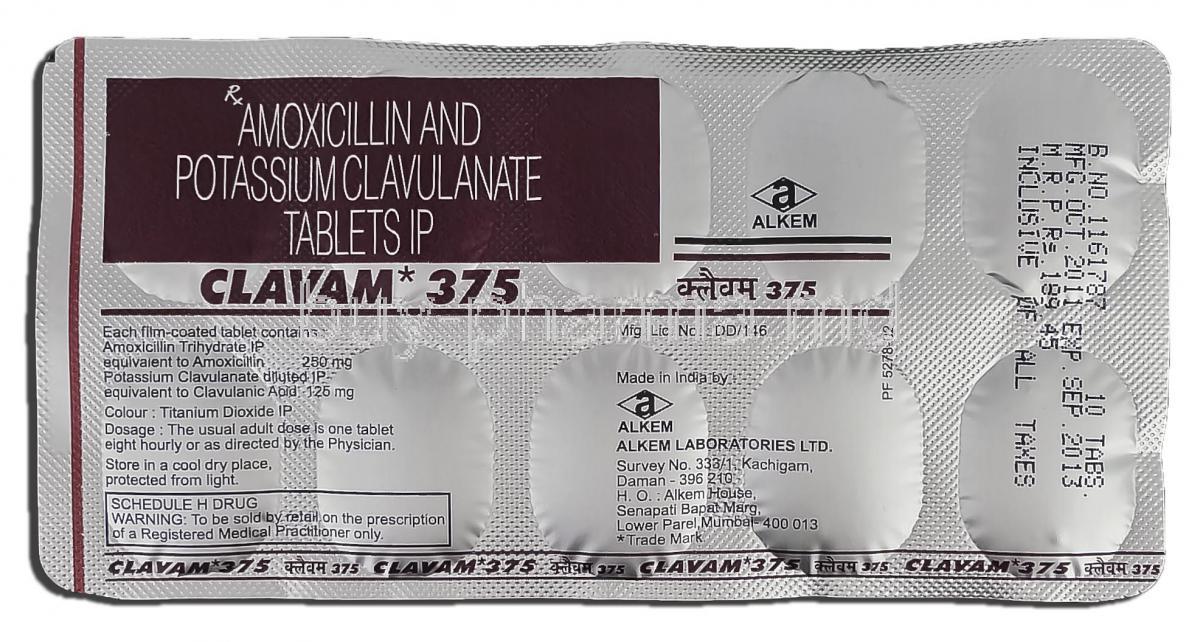 Rx
AMOXICILLIN AND
POTASSIUM CLAVULANATE
TABLETS IP
CLAVAM* 375
a
ALKEM
क्लैवम् 375
Each film-coated tablet contains :
Amoxicillin Trihydrate IP
equivalent to Amoxicillin 250 mg
Potassium Clavulanate diluted IP
equivalent to Clavulanic Acid 125 mg
Colour : Titanium Dioxide IP
Dosage : The usual adult dose is one tablet
eight hourly or as directed by the Physician.
Store in a cool dry place,
protected from light.
SCHEDULE H DRUG
WARNING: To be sold by retail on the prescription
of a Registered Medical Practitioner only.
Mfg. Lic. No. : DD/146
Made in India by :
a
ALKEM
ALKEM LABORATORIES LTD.
Survey No. 333/1, Kachigam,
Daman - 396 210.
H. O. : Alkem House,
Senapati Bapat Marg,
Lower Parel, Mumbai- 400 013
*Trade Mark
PF 5278-
B.NO.1161787 10 TABS.
MFG.OCT.2011 EXP.SEP.2013
M.R.P.Rs.189.45
INCLUSIVE OF ALL TAXES
buy-pharma.md
CLAVAM*375 क्लैवम् 375 CLAVAM*375 क्लैवम् 375 CLAVAM*375 क्लैवम् 375 CLAVAM*375 क्लैवम् 375